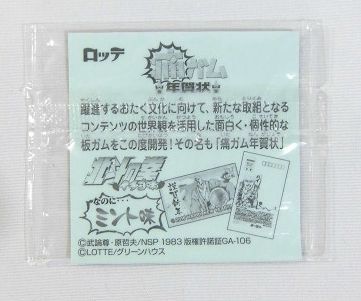 ロッテ
痛ガム
年賀状
躍進するおたく文化に向けて、新たな取組となる
コンテンツの世界観を活用した面白く・個性的な
板ガムをこの度開発!その名も「痛ガム年賀状」
北斗の拳
なのに…
ミント味
©武論尊・原哲夫/NSP 1983 版権許諾証GA-106
©LOTTE/グリーンハウス